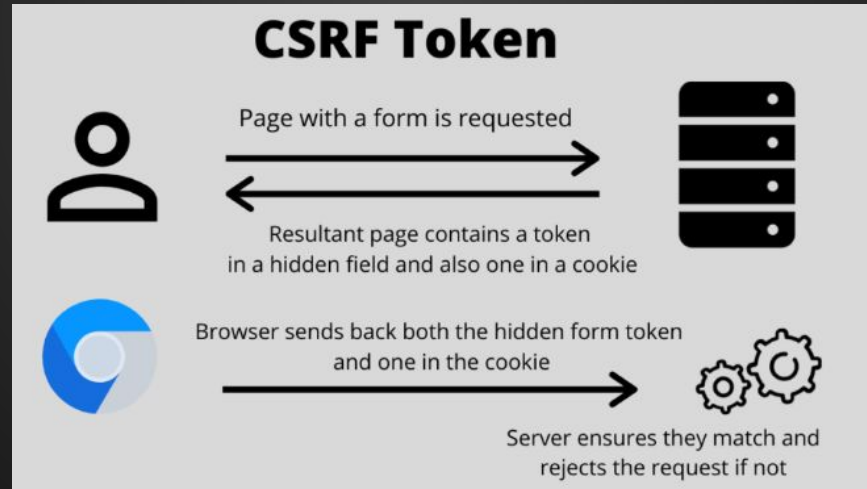 CSRF Token
Page with a form is requested
Resultant page contains a token
in a hidden field and also one in a cookie
Browser sends back both the hidden form token
and one in the cookie
Server ensures they match and
rejects the request if not